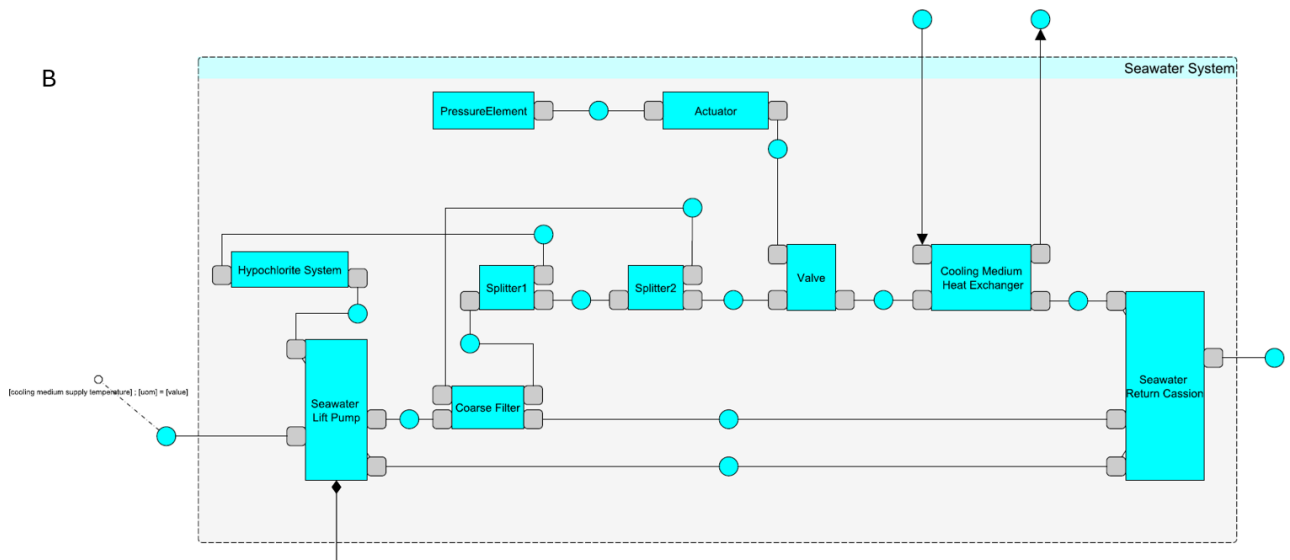 B
Seawater System
PressureElement
Actuator
Hypochlorite System
Splitter1
Splitter2
Valve
Cooling Medium
Heat Exchanger
[cooling medium supply temperature] ; [uom] = [value]
Seawater
Lift Pump
Coarse Filter
Seawater
Return Cassion